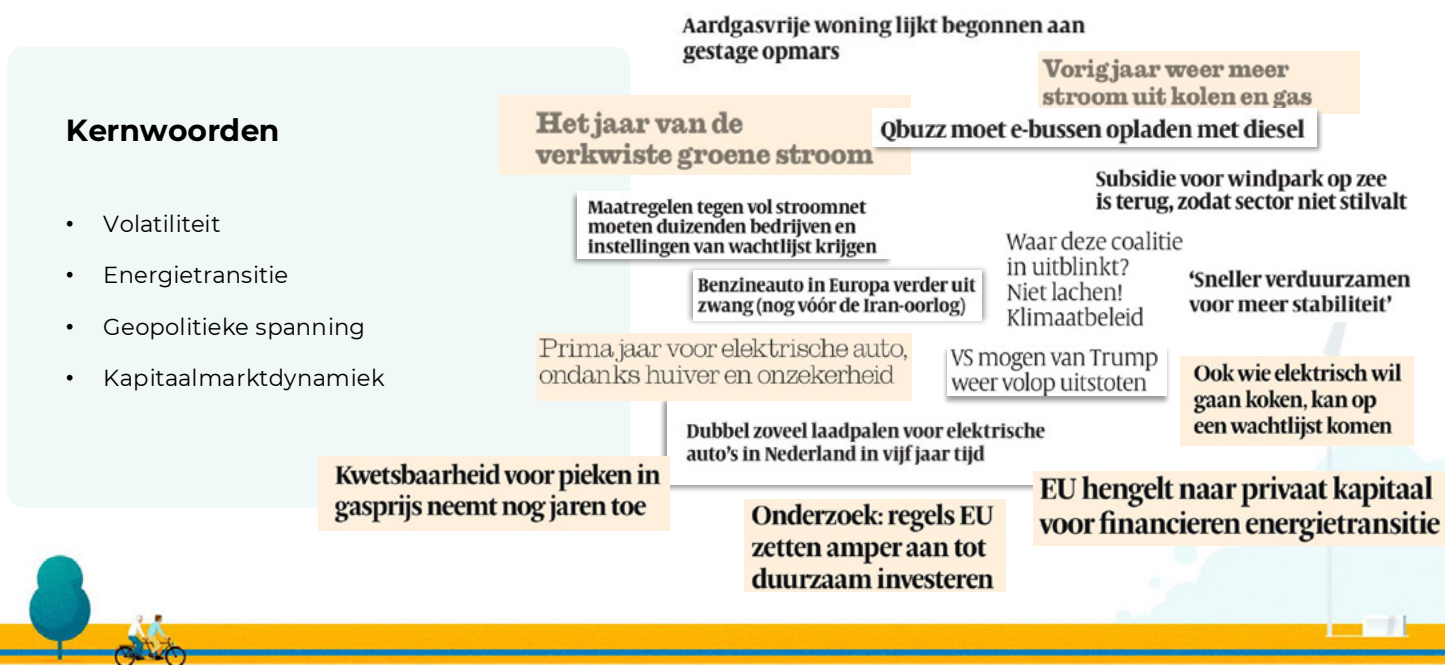 Kernwoorden
• Volatiliteit
• Energietransitie
• Geopolitieke spanning
• Kapitaalmarktdynamiek
Aardgasvrije woning lijkt begonnen aan
gestage opmars
Vorig jaar weer meer
stroom uit kolen en gas
Het jaar van de
verkwiste groene stroom
Qbuzz moet e-bussen opladen met diesel
Subsidie voor windpark op zee
is terug, zodat sector niet stilvalt
Maatregelen tegen vol stroomnet
moeten duizenden bedrijven en
instellingen van wachtlijst krijgen
Waar deze coalitie
in uitblinkt?
Niet lachen!
Klimaatbeleid
‘Sneller verduurzamen
voor meer stabiliteit’
Benzineauto in Europa verder uit
zwang (nog vóór de Iran-oorlog)
Prima jaar voor elektrische auto,
ondanks huiver en onzekerheid
VS mogen van Trump
weer volop uitstoten
Ook wie elektrisch wil
gaan koken, kan op
een wachtlijst komen
Dubbel zoveel laadpalen voor elektrische
auto’s in Nederland in vijf jaar tijd
Kwetsbaarheid voor pieken in
gasprijs neemt nog jaren toe
EU hengelt naar privaat kapitaal
voor financieren energietransitie
Onderzoek: regels EU
zetten amper aan tot
duurzaam investeren